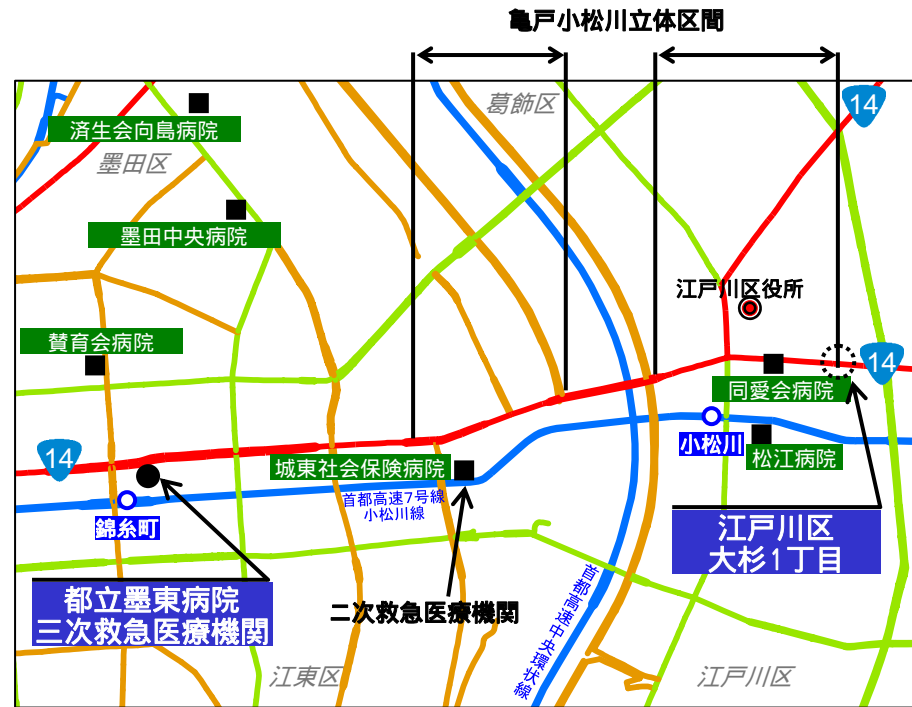 亀戸小松川立体区間
葛飾区
14
済生会向島病院
墨田区
墨田中央病院
江戸川区役所
賛育会病院
14
同愛会病院
小松川
松江病院
14
城東社会保険病院
首都高速7号線
小松川線
錦糸町
江戸川区
大杉1丁目
首都高速中央環状線
都立墨東病院
三次救急医療機関
二次救急医療機関
江東区
江戸川区